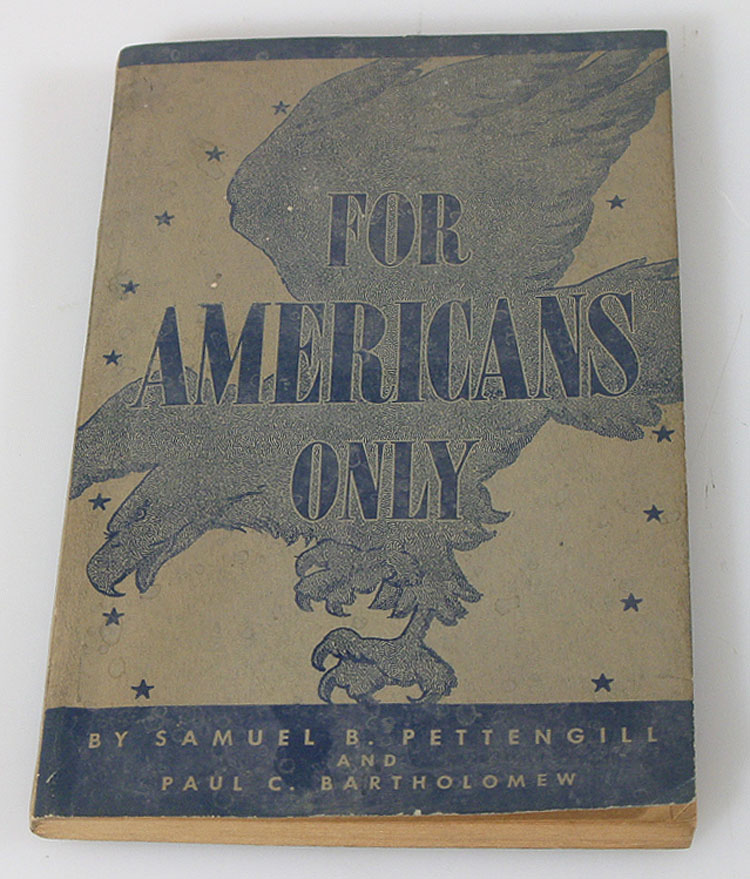 FOR
AMERICANS
ONLY
BY SAMUEL B. PETTENGILL
AND
PAUL C. BARTHOLOMEW